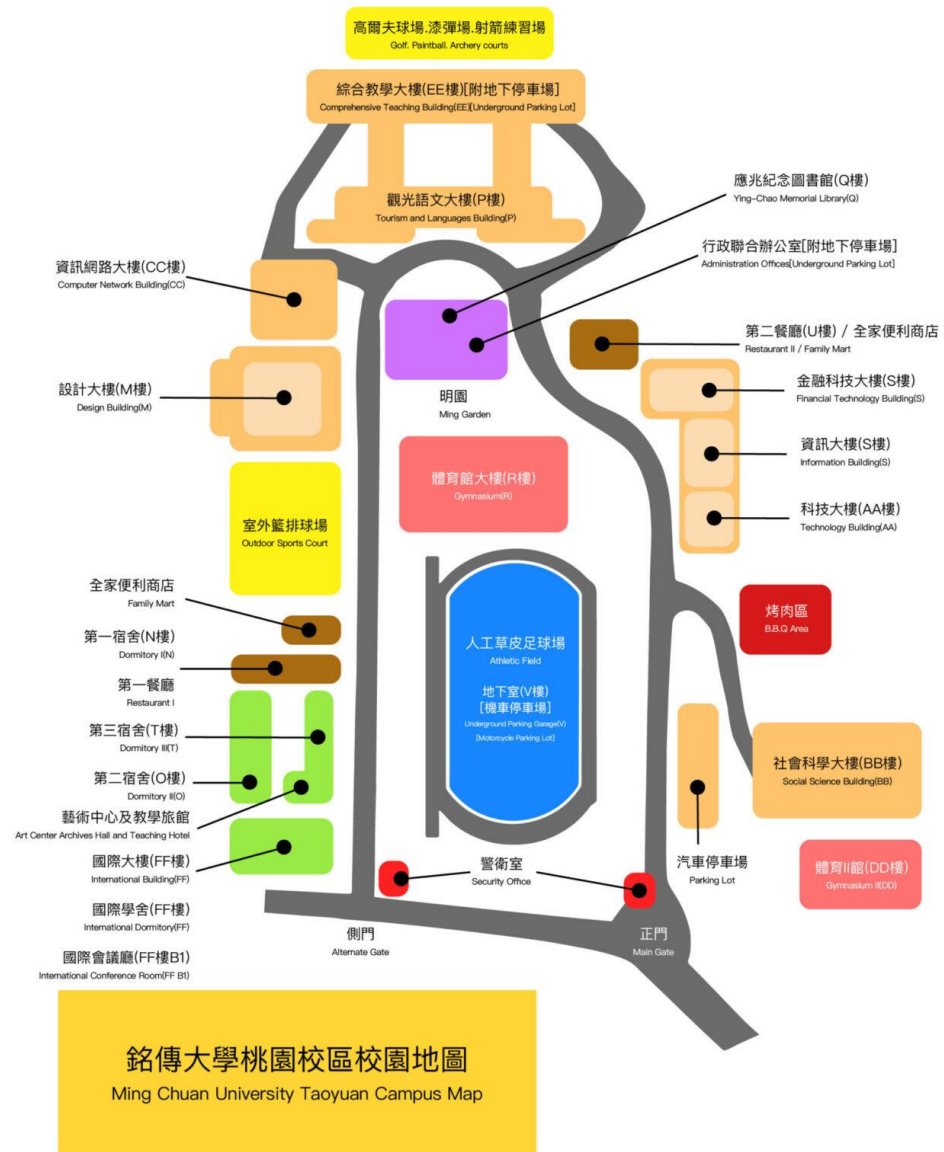 高爾夫球場.漆彈場.射箭練習場
Golf. Paintball. Archery courts
綜合教學大樓(EE樓)[附地下停車場]
Comprehensive Teaching Building(EE)[Underground Parking Lot]
觀光語文大樓(P樓)
Tourism and Languages Building(P)
應兆紀念圖書館(Q樓)
Ying-Chao Memorial Library(Q)
行政聯合辦公室[附地下停車場]
Administration Offices[Underground Parking Lot]
資訊網路大樓(CC樓)
Computer Network Building(CC)
第二餐廳(U樓) / 全家便利商店
Restaurant II / Family Mart
設計大樓(M樓)
Design Building(M)
明園
Ming Garden
金融科技大樓(S樓)
Financial Technology Building(S)
資訊大樓(S樓)
Information Building(S)
體育館大樓(R樓)
Gymnasium(R)
科技大樓(AA樓)
Technology Building(AA)
室外籃排球場
Outdoor Sports Court
全家便利商店
Family Mart
烤肉區
B.B.Q Area
第一宿舍(N樓)
Dormitory I(N)
第一餐廳
Restaurant I
人工草皮足球場
Athletic Field
地下室(V樓)
[機車停車場]
Underground Parking Garage(V)
[Motorcycle Parking Lot]
第三宿舍(T樓)
Dormitory III(T)
第二宿舍(O樓)
Dormitory II(O)
藝術中心及教學旅館
Art Center Archives Hall and Teaching Hotel
社會科學大樓(BB樓)
Social Science Building(BB)
國際大樓(FF樓)
International Building(FF)
警衛室
Security Office
汽車停車場
Parking Lot
體育II館(DD樓)
Gymnasium II(DD)
國際學舍(FF樓)
International Dormitory(FF)
側門
Alternate Gate
正門
Main Gate
國際會議廳(FF樓B1)
International Conference Room(FF B1)
銘傳大學桃園校區校園地圖
Ming Chuan University Taoyuan Campus Map